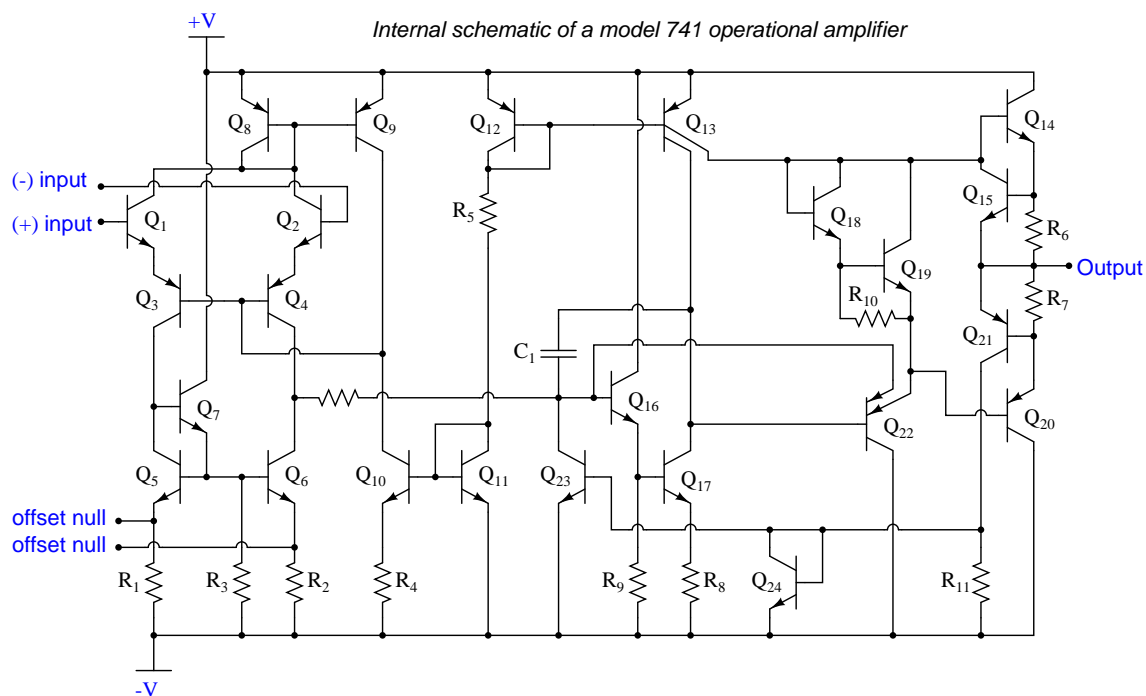 +V
Internal schematic of a model 741 operational amplifier
Q8
Q9
Q12
Q13
Q14
(-) input
(+) input
Q1
Q2
R5
Q18
Q15
R6
Q19
Output
Q3
Q4
R10
R7
C1
Q21
Q7
Q16
Q22
Q20
Q5
Q6
Q10
Q11
Q23
Q17
offset null
offset null
R1
R3
R2
R4
R9
R8
Q24
R11
-V